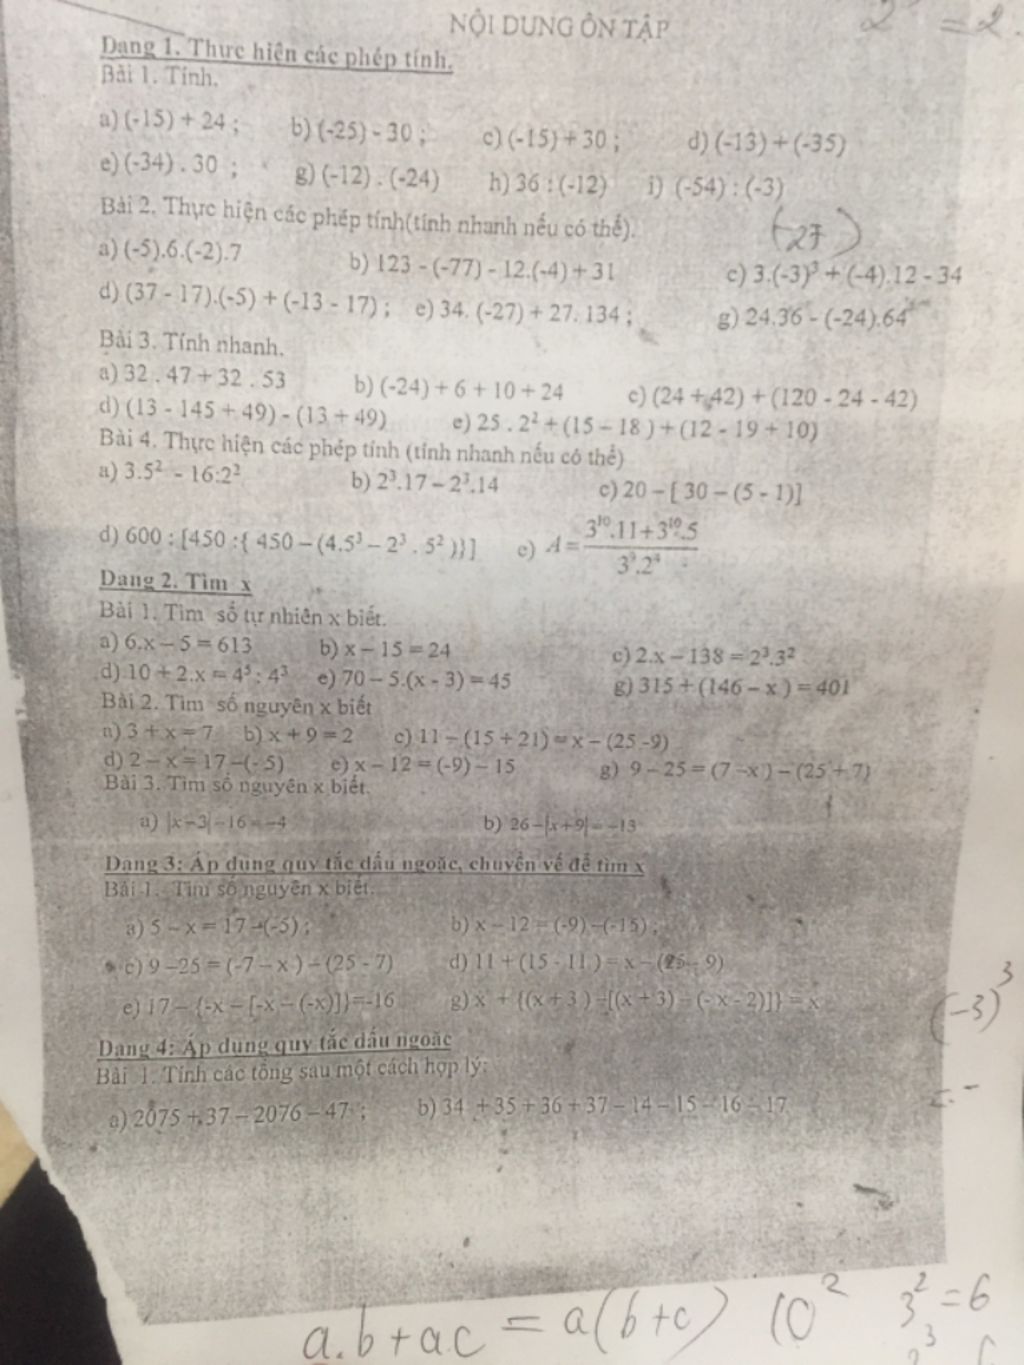 NỘI DUNG ÔN TẬP
2 = 2
Dạng 1. Thực hiện các phép tính.
Bài 1. Tính.
a) (-15) + 24 ; b) (-25) - 30 ; c) (-15) + 30 ; d) (-13) + (-35)
e) (-34) . 30 ; g) (-12) . (-24) h) 36 : (-12) i) (-54) : (-3)
Bài 2. Thực hiện các phép tính(tính nhanh nếu có thể).
(-27)
a) (-5).6.(-2).7 b) 123 - (-77) - 12.(-4) + 31 c) 3.(-3)³ + (-4).12 - 34
d) (37 - 17).(-5) + (-13 - 17) ; e) 34. (-27) + 27. 134 ; g) 24.36 - (-24).64
Bài 3. Tính nhanh.
a) 32 . 47 + 32 . 53 b) (-24) + 6 + 10 + 24 c) (24 + 42) + (120 - 24 - 42)
d) (13 - 145 + 49) - (13 + 49) e) 25 . 2² + (15 – 18 ) + (12 - 19 + 10)
Bài 4. Thực hiện các phép tính (tính nhanh nếu có thể)
a) 3.5² - 16:2² b) 2³.17 – 2³.14 c) 20 – [ 30 – (5 - 1)]
d) 600 : [450 :{ 450 – (4.5³ – 2³ . 5² )}] e) A = (3¹⁰.11+3¹⁰.5)/(3⁹.2⁴)
Dạng 2. Tìm x
Bài 1. Tìm số tự nhiên x biết.
a) 6.x – 5 = 613 b) x – 15 = 24 c) 2.x – 138 = 2³.3²
d) 10 + 2.x = 4⁵ : 4³ e) 70 – 5.(x - 3) = 45 g) 315 + (146 – x ) = 401
Bài 2. Tìm số nguyên x biết
a) 3 + x = 7 b) x + 9 = 2 c) 11 – (15 + 21) = x – (25 -9)
d) 2 – x = 17 –(- 5) e) x – 12 = (-9) – 15 g) 9 – 25 = (7 –x ) – (25 + 7)
Bài 3. Tìm số nguyên x biết.
a) |x–3| –16 = –4 b) 26 –|x+9| = –13
Dạng 3: Áp dụng quy tắc dấu ngoặc, chuyển vế để tìm x
Bài 1. Tìm số nguyên x biết.
a) 5 – x = 17 –(-5) ; b) x – 12 = (-9) –(-15) ;
c) 9 –25 = (-7 – x ) – (25 - 7) d) 11 + (15 - 11 ) = x – (25 – 9)
e) 17 – {-x – [-x – (-x)]}=-16 g) x + {(x + 3 ) –[(x + 3) – (- x - 2)]} = x
(-3)³
Dạng 4: Áp dụng quy tắc dấu ngoặc
Bài 1. Tính các tổng sau một cách hợp lý:
a) 2075 + 37 – 2076 – 47 ; b) 34 + 35 + 36 + 37 – 14 – 15 – 16 – 17
a.b + a.c = a(b+c) 10² 3² = 6